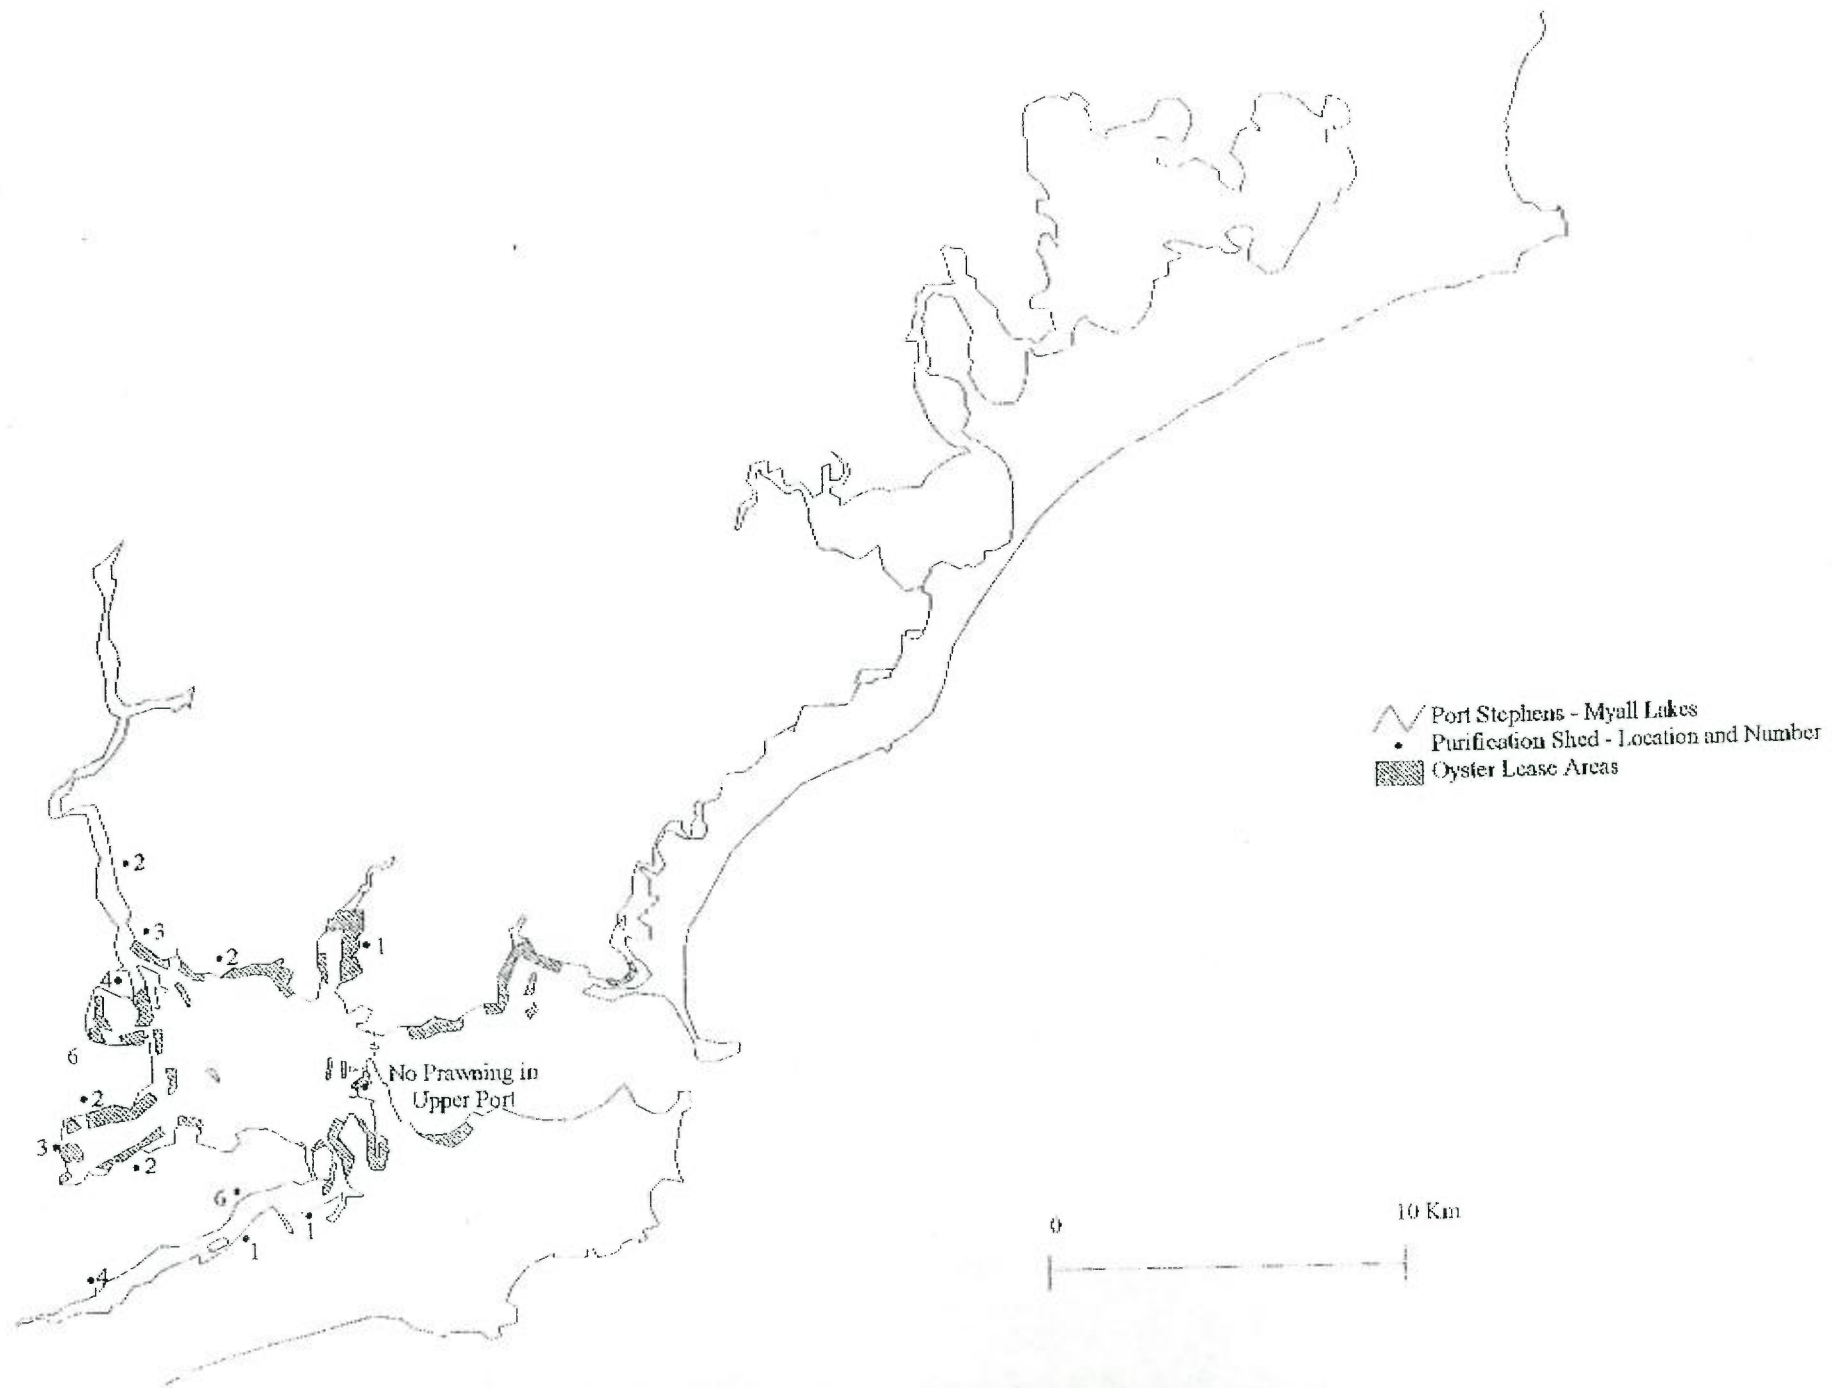 Port Stephens - Myall Lakes
Purification Shed - Location and Number
Oyster Lease Areas
2
3
2
1
4
6
No Prawning in
Upper Port
5
2
3
2
6
1
1
4
0
10 Km